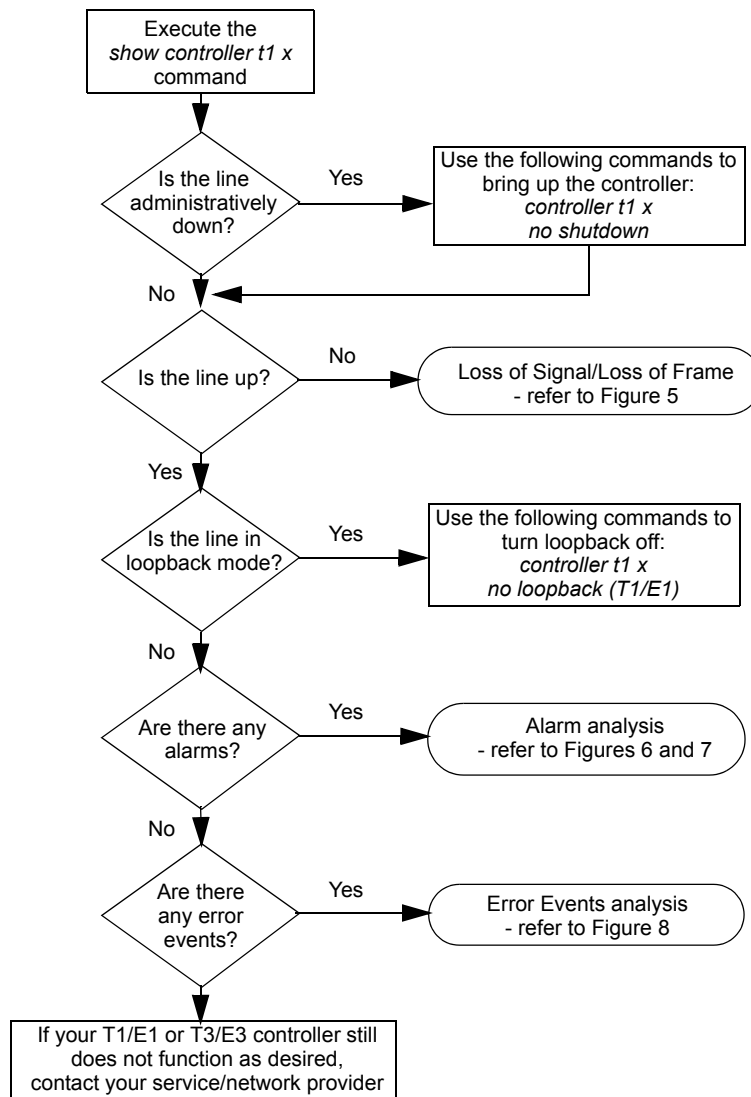 Execute the
show controller t1 x
command
Is the line
administratively
down?
Yes
Use the following commands to
bring up the controller:
controller t1 x
no shutdown
No
Is the line up?
No
Loss of Signal/Loss of Frame
- refer to Figure 5
Yes
Is the line in
loopback mode?
Yes
Use the following commands to
turn loopback off:
controller t1 x
no loopback (T1/E1)
No
Are there any
alarms?
Yes
Alarm analysis
- refer to Figures 6 and 7
No
Are there
any error
events?
Yes
Error Events analysis
- refer to Figure 8
If your T1/E1 or T3/E3 controller still
does not function as desired,
contact your service/network provider